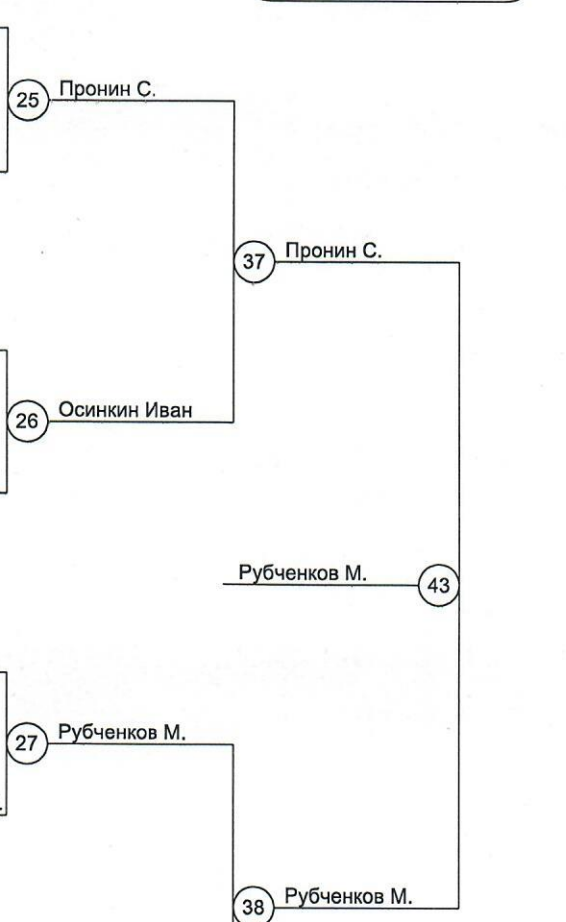 25 Пронин С.
37 Пронин С.
26 Осинкин Иван
Рубченков М. 43
27 Рубченков М.
38 Рубченков М.